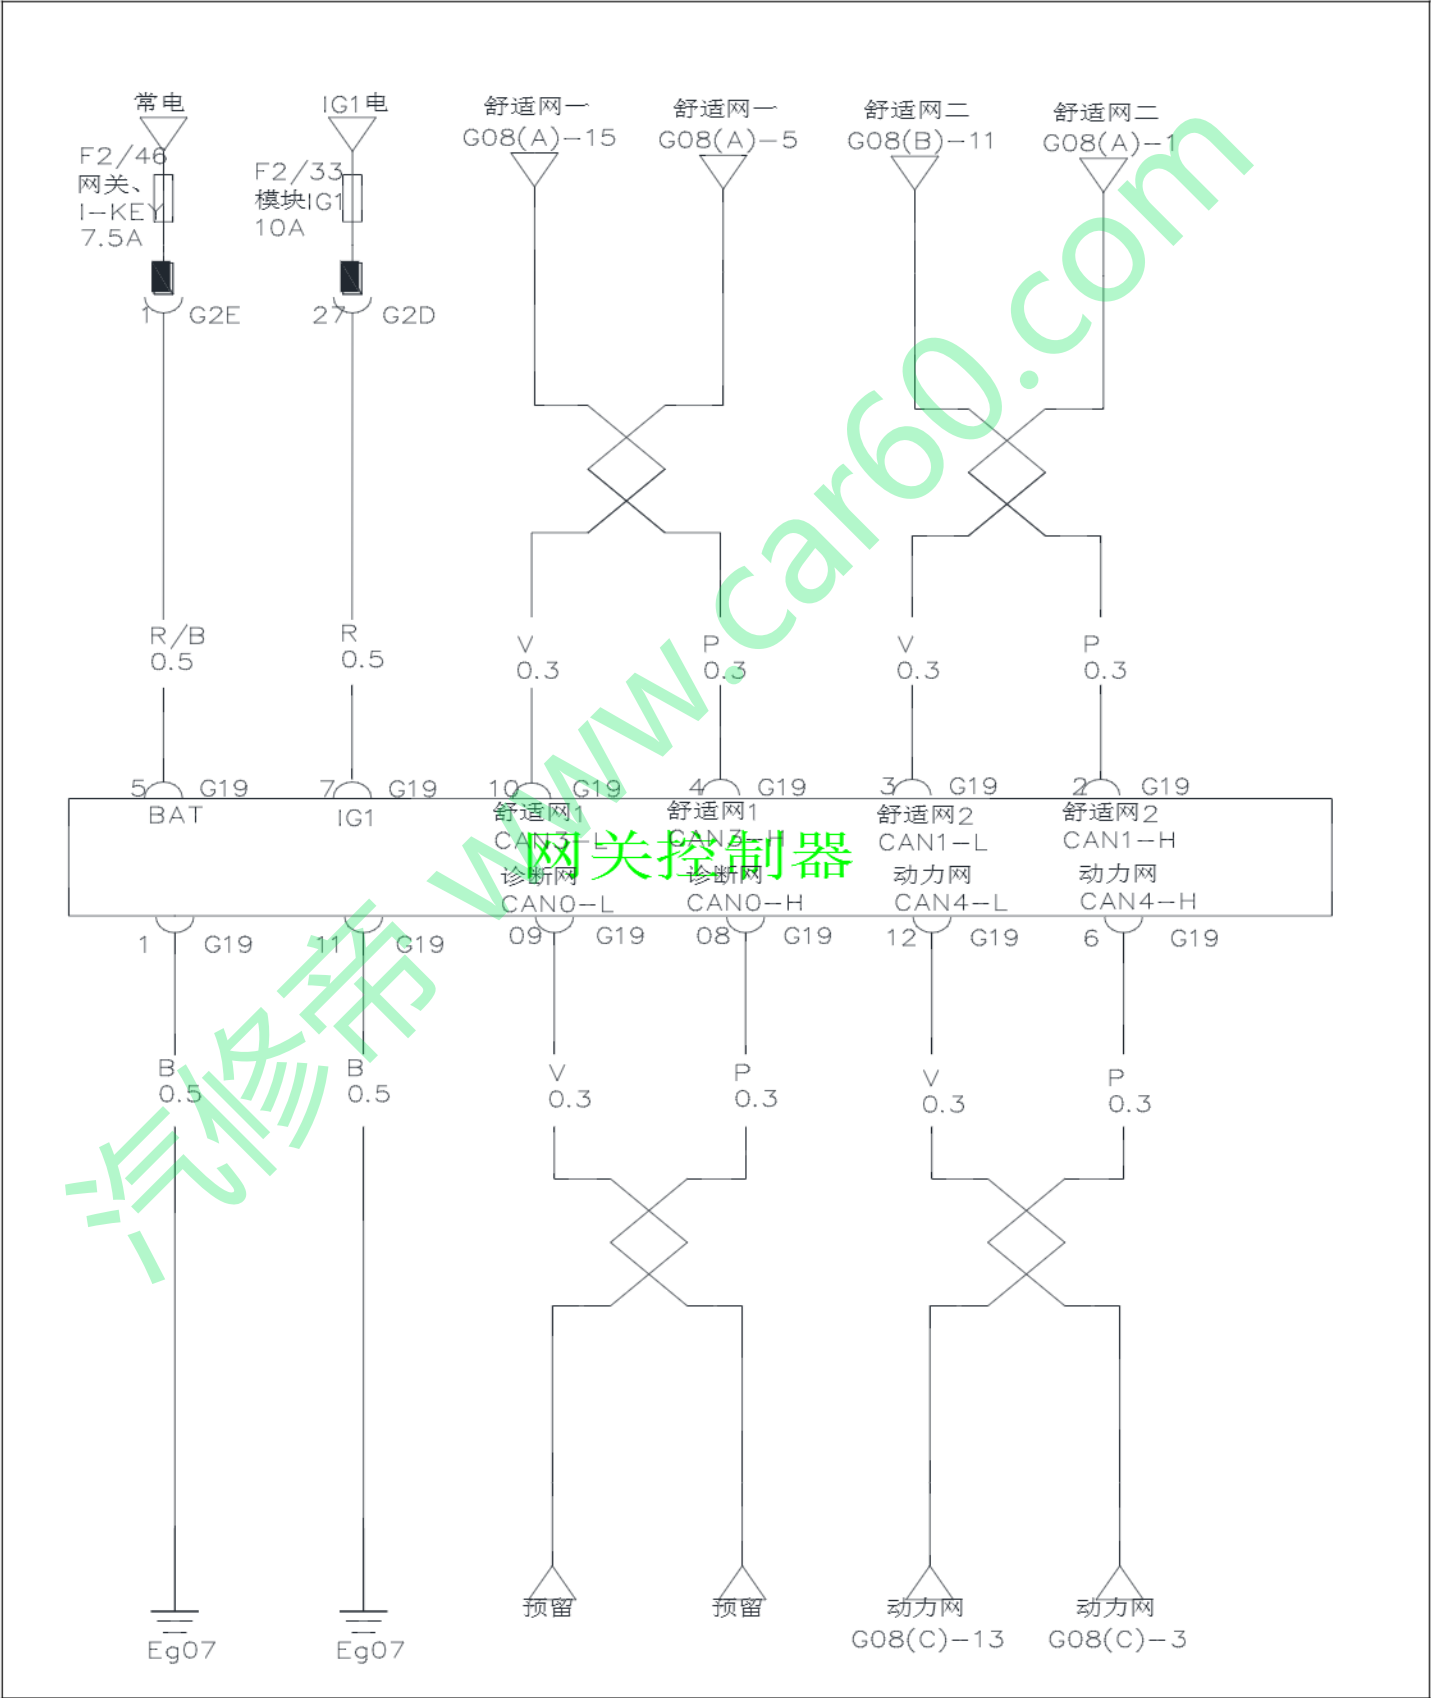 常电
F2/46
网关、
I-KEY
7.5A
1 G2E
IG1电
F2/33
模块IG1
10A
27 G2D
舒适网一
G08(A)-15
舒适网一
G08(A)-5
舒适网二
G08(B)-11
舒适网二
G08(A)-1
R/B
0.5
R
0.5
V
0.3
P
0.3
V
0.3
P
0.3
5 G19
7 G19
10 G19
4 G19
3 G19
2 G19
BAT
IG1
舒适网1
CAN3-L
舒适网1
CAN3-H
舒适网2
CAN1-L
舒适网2
CAN1-H
网关控制器
诊断网
CAN0-L
诊断网
CAN0-H
动力网
CAN4-L
动力网
CAN4-H
1 G19
11 G19
09 G19
08 G19
12 G19
6 G19
B
0.5
B
0.5
V
0.3
P
0.3
V
0.3
P
0.3
Eg07
Eg07
预留
预留
动力网
G08(C)-13
动力网
G08(C)-3
汽修帝 www.car60.com